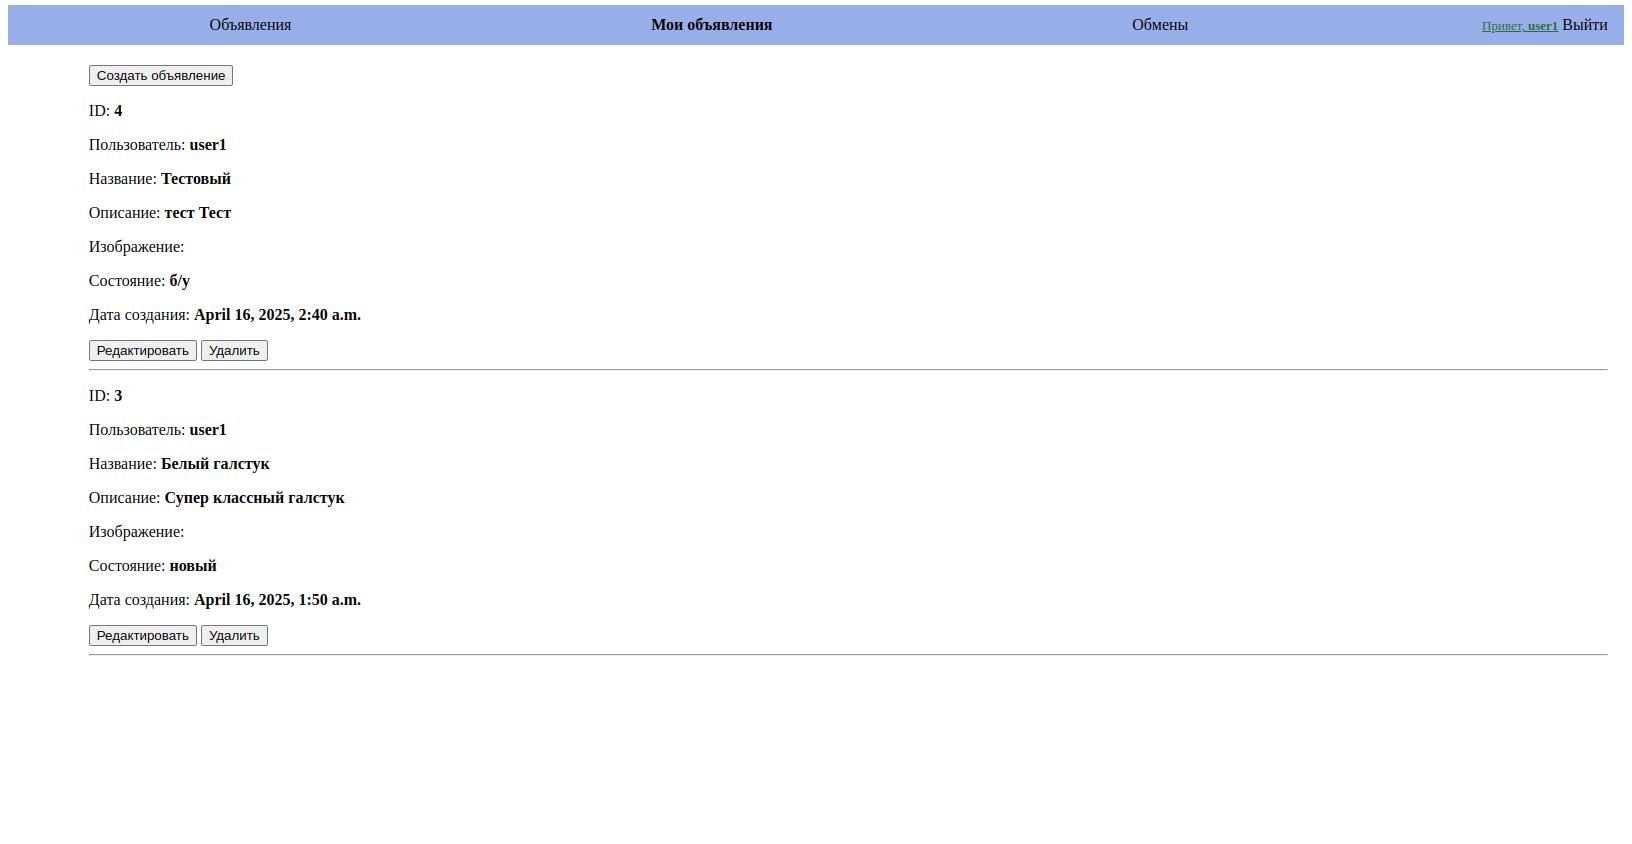 Объявления Мои объявления Обмены Привет, user1 Выйти
Создать объявление
ID: 4
Пользователь: user1
Название: Тестовый
Описание: тест Тест
Изображение:
Состояние: б/у
Дата создания: April 16, 2025, 2:40 a.m.
Редактировать Удалить
ID: 3
Пользователь: user1
Название: Белый галстук
Описание: Супер классный галстук
Изображение:
Состояние: новый
Дата создания: April 16, 2025, 1:50 a.m.
Редактировать Удалить